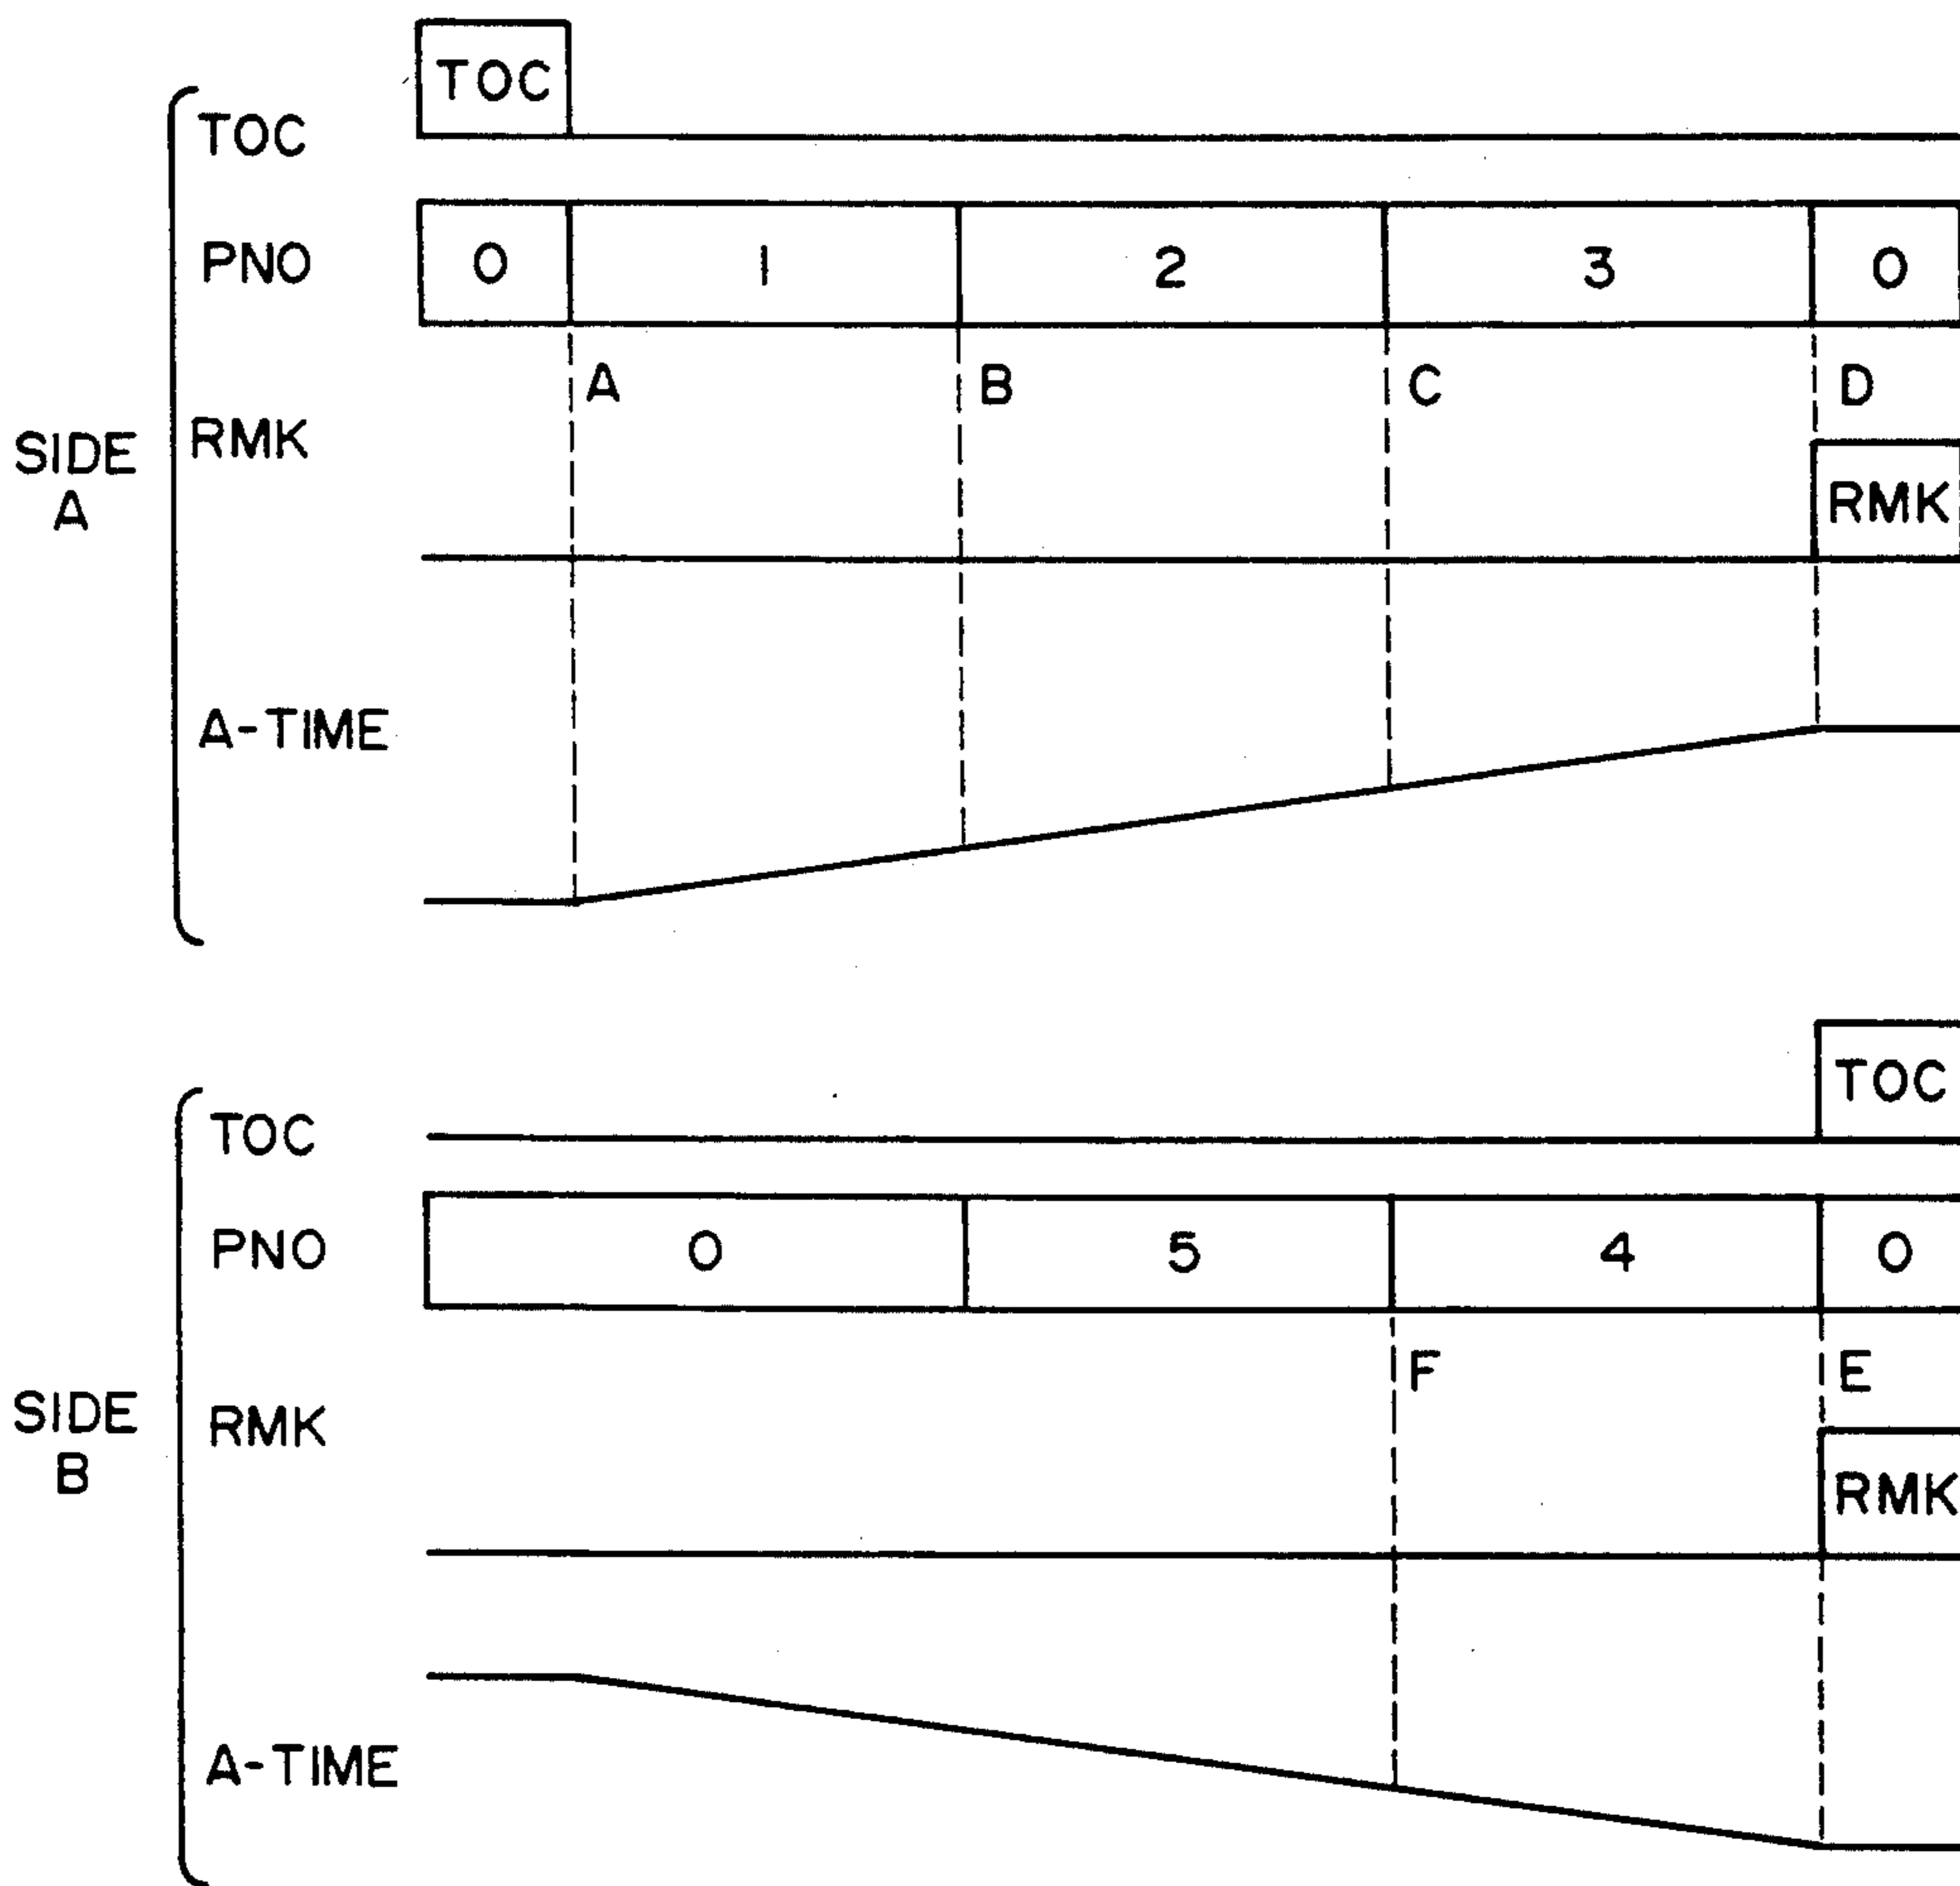 TOC
TOC
PNO 0 1 2 3 0
A B C D
SIDE A
RMK
RMK
A-TIME
TOC
TOC
PNO 0 5 4 0
F E
SIDE B
RMK
RMK
A-TIME